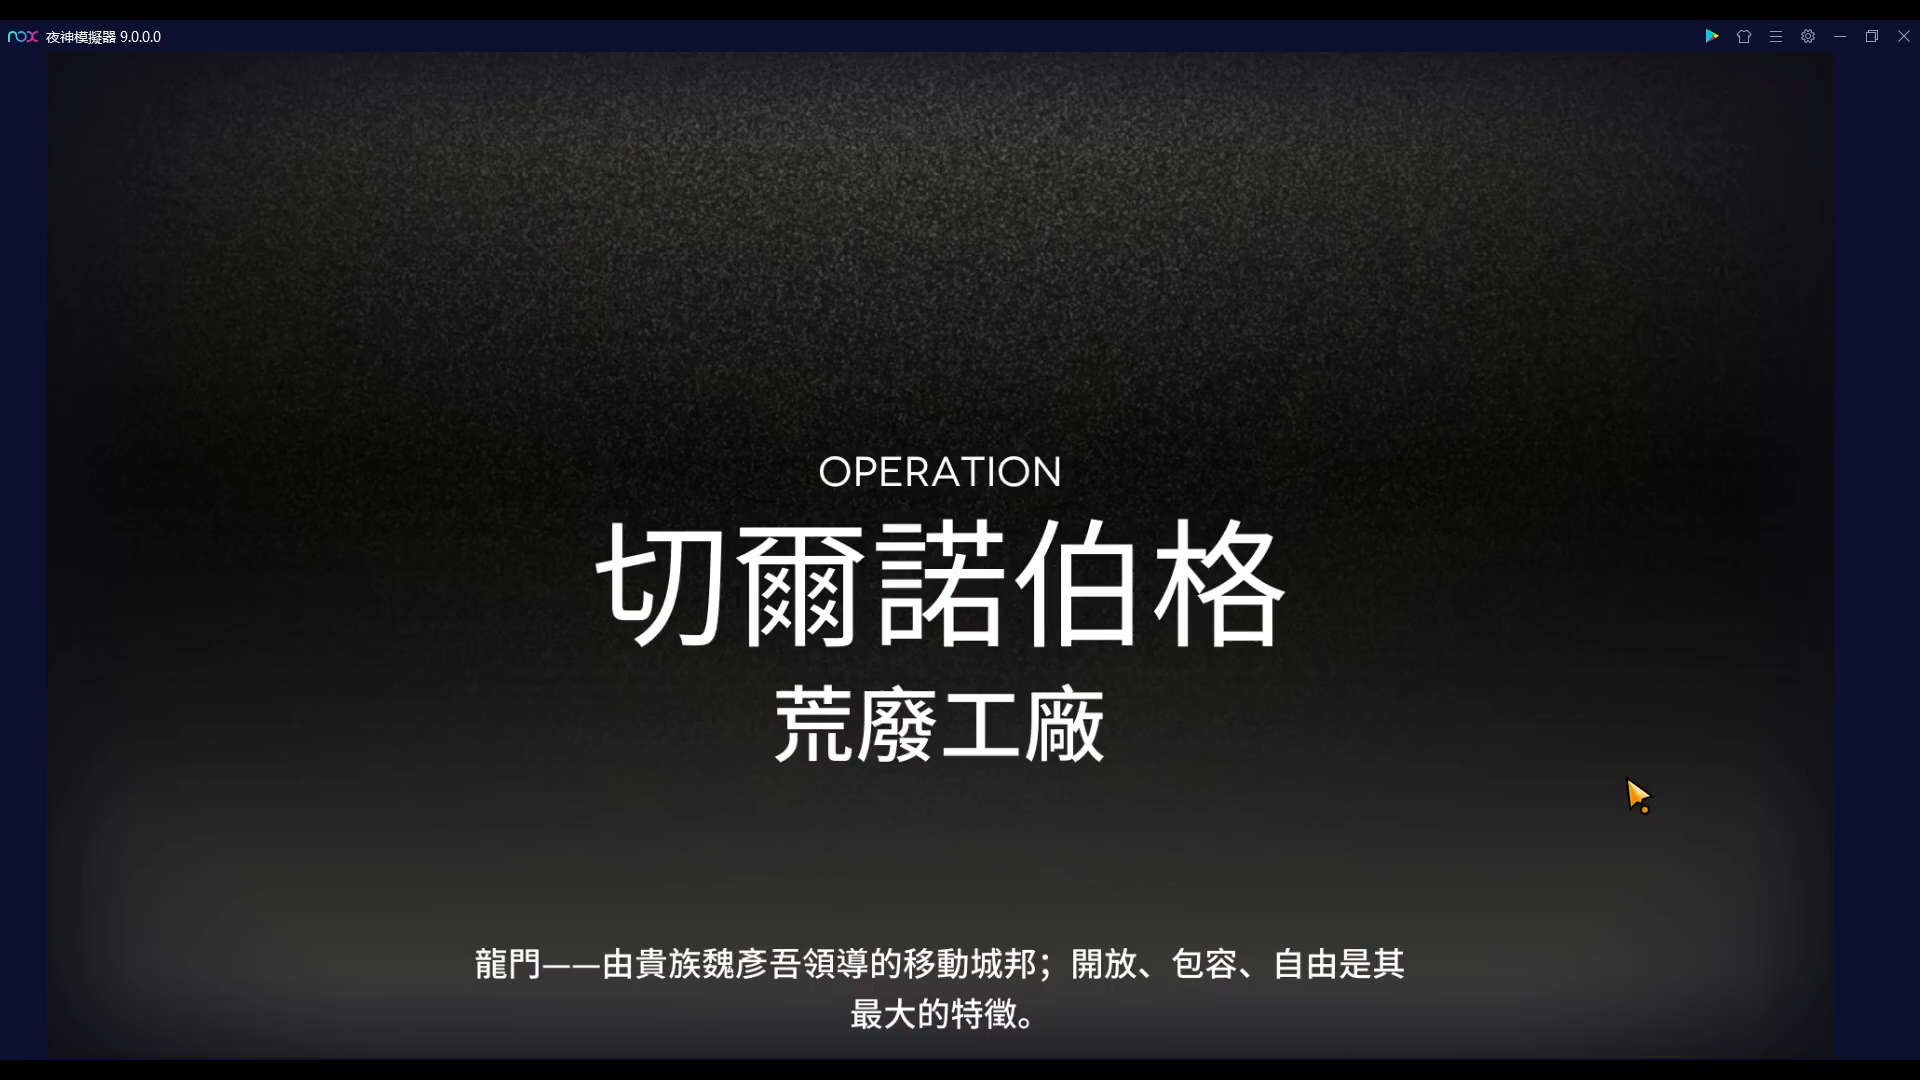 nox 夜神模擬器 9.0.0.0
OPERATION
切爾諾伯格
荒廢工廠
龍門——由貴族魏彥吾領導的移動城邦；開放、包容、自由是其
最大的特徵。